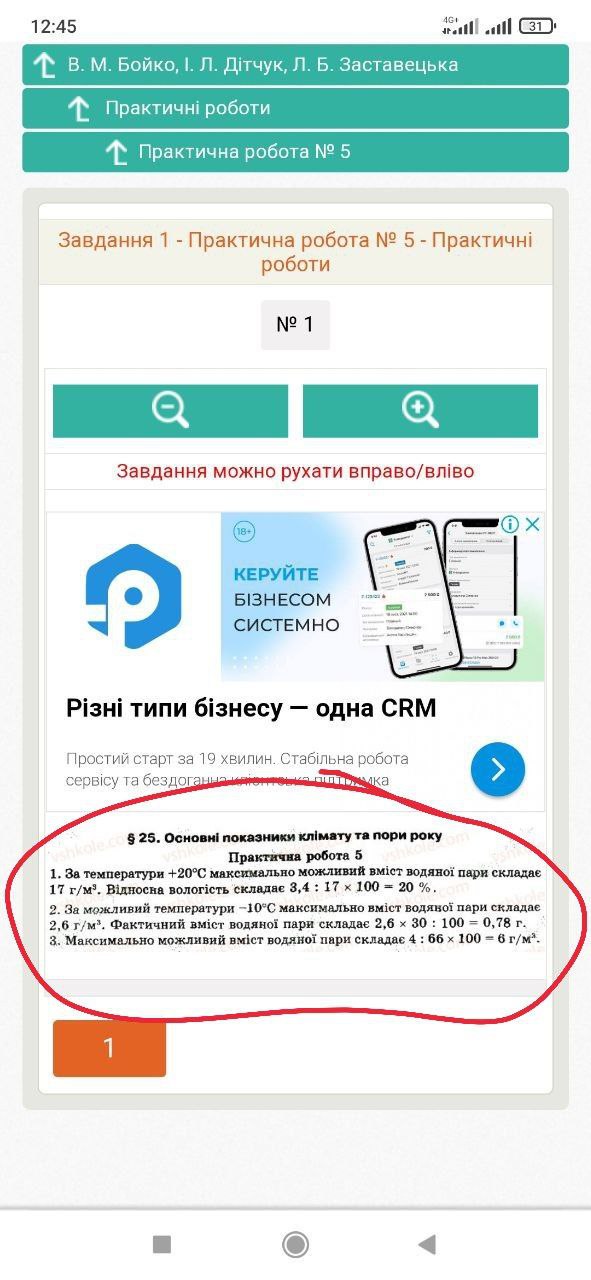 12:45
4G+
31
В. М. Бойко, І. Л. Дітчук, Л. Б. Заставецька
Практичні роботи
Практична робота № 5
Завдання 1 - Практична робота № 5 - Практичні
роботи
№ 1
Завдання можно рухати вправо/вліво
18+
КЕРУЙТЕ
БІЗНЕСОМ
СИСТЕМНО
Різні типи бізнесу — одна CRM
Простий старт за 19 хвилин. Стабільна робота
сервісу та бездоганна клієнтська підтримка
§ 25. Основні показники клімату та пори року
Практична робота 5
1. За температури +20°С максимально можливий вміст водяної пари складає
17 г/м³. Відносна вологість складає 3,4 : 17 × 100 = 20 %.
2. За можливий температури −10°С максимально вміст водяної пари складає
2,6 г/м³. Фактичний вміст водяної пари складає 2,6 × 30 : 100 = 0,78 г.
3. Максимально можливий вміст водяної пари складає 4 : 66 × 100 = 6 г/м³.
1